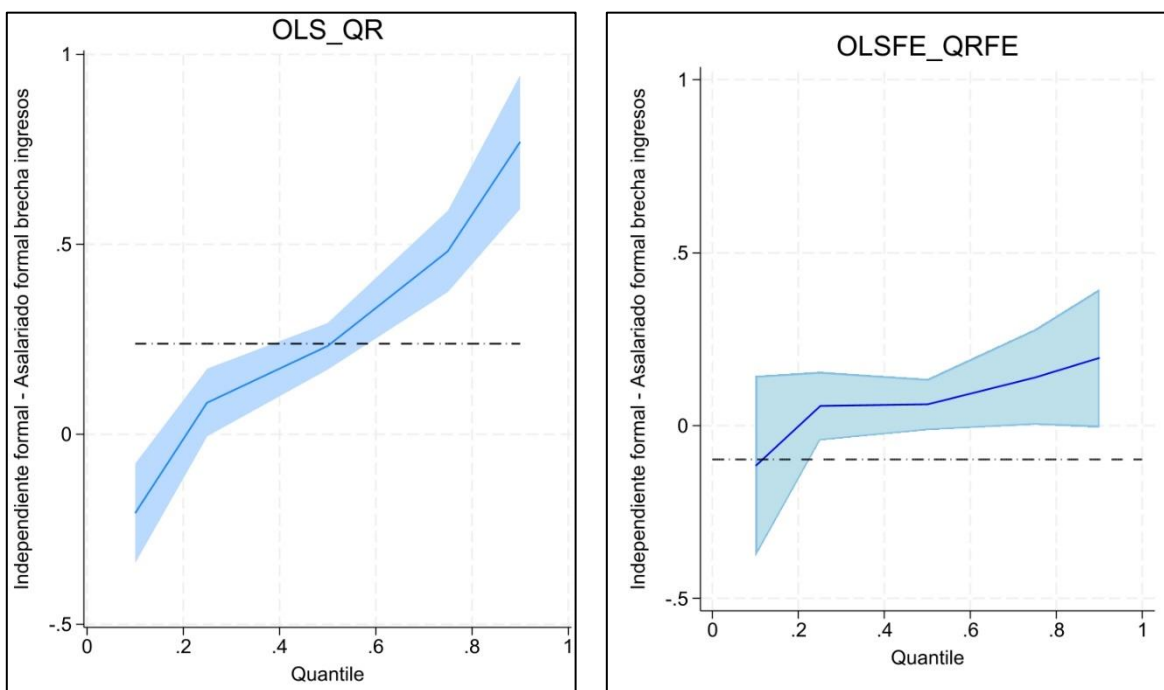 OLS_QR
Independiente formal - Asalariado formal brecha ingresos
1
.5
0
-.5
0 .2 .4 .6 .8 1
Quantile
OLSFE_QRFE
Independiente formal - Asalariado formal brecha ingresos
1
.5
0
-.5
0 .2 .4 .6 .8 1
Quantile